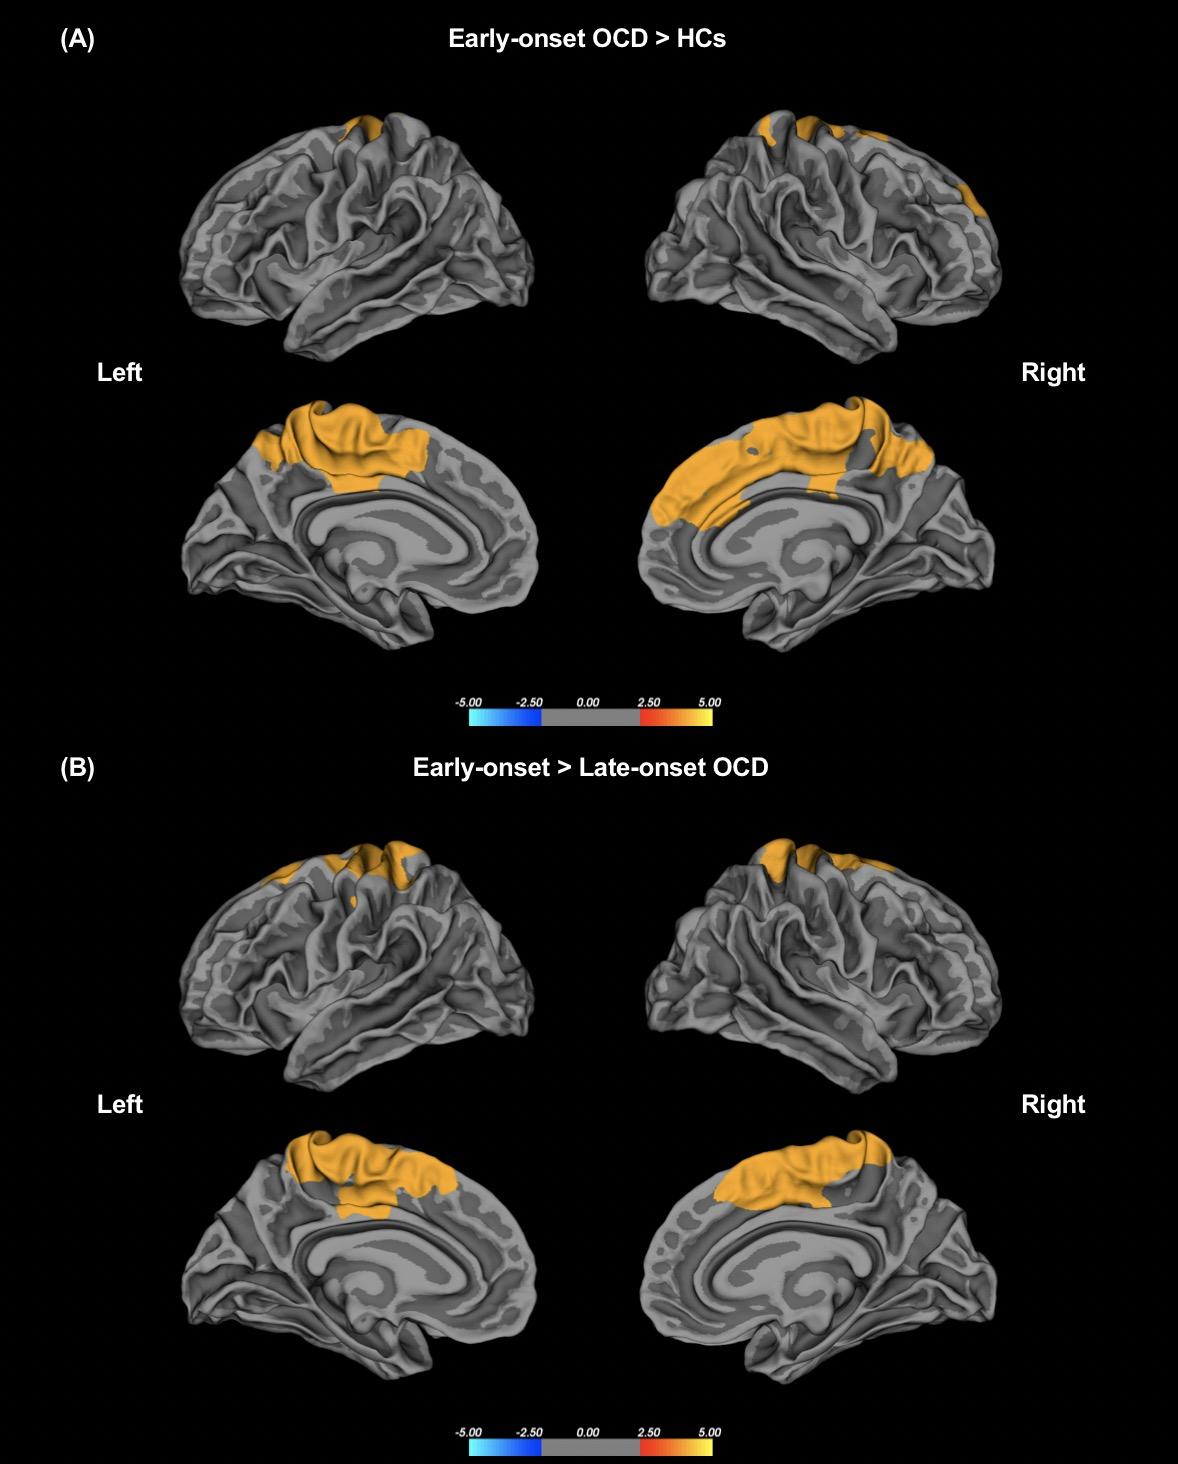 (A) Early-onset OCD > HCs
Left Right
-5.00 -2.50 0.00 2.50 5.00
(B) Early-onset > Late-onset OCD
Left Right
-5.00 -2.50 0.00 2.50 5.00